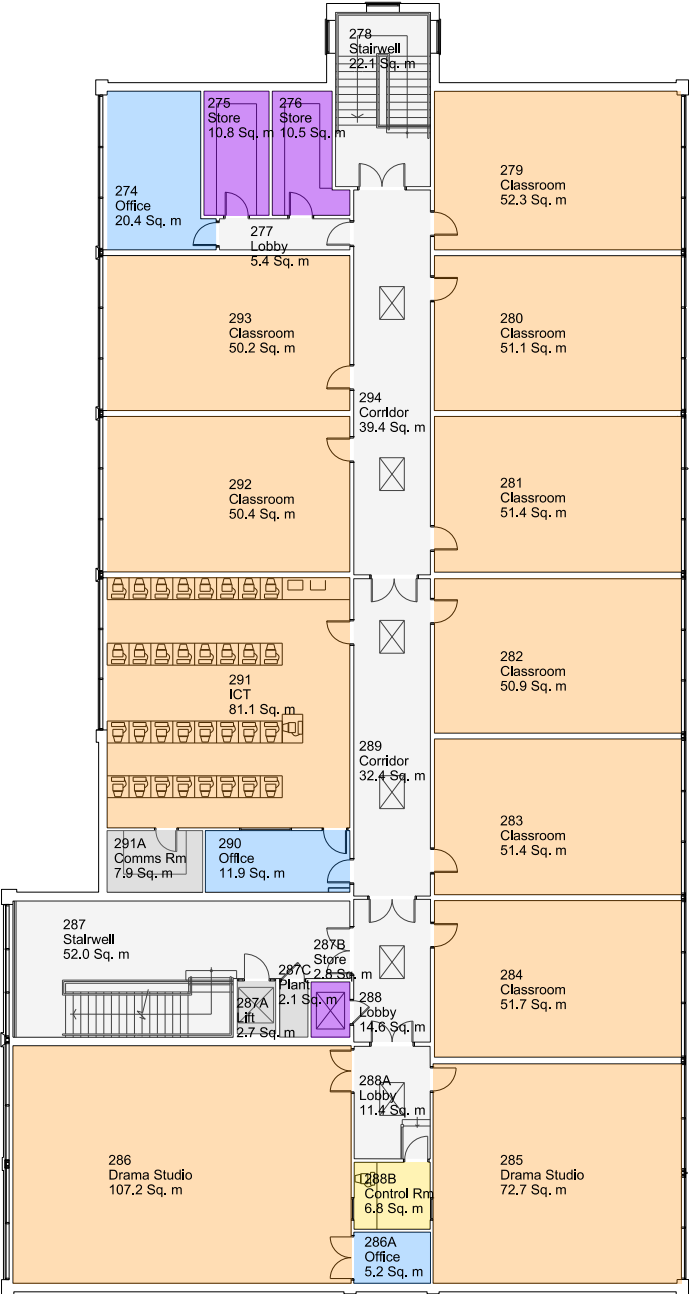 278
Stairwell
22.1 Sq. m
275
Store
10.8 Sq. m
276
Store
10.5 Sq. m
279
Classroom
52.3 Sq. m
274
Office
20.4 Sq. m
277
Lobby
5.4 Sq. m
293
Classroom
50.2 Sq. m
280
Classroom
51.1 Sq. m
294
Corridor
39.4 Sq. m
292
Classroom
50.4 Sq. m
281
Classroom
51.4 Sq. m
291
ICT
81.1 Sq. m
282
Classroom
50.9 Sq. m
289
Corridor
32.4 Sq. m
283
Classroom
51.4 Sq. m
291A
Comms Rm
7.9 Sq. m
290
Office
11.9 Sq. m
287
Stairwell
52.0 Sq. m
287B
Store
2.8 Sq. m
287C
Plant
2.1 Sq. m
287A
Lift
2.7 Sq. m
288
Lobby
14.6 Sq. m
284
Classroom
51.7 Sq. m
288A
Lobby
11.4 Sq. m
286
Drama Studio
107.2 Sq. m
288B
Control Rm
6.8 Sq. m
285
Drama Studio
72.7 Sq. m
286A
Office
5.2 Sq. m